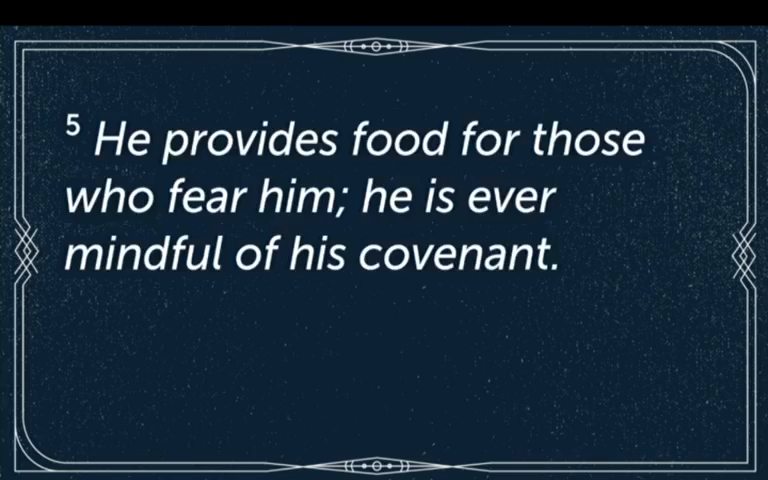 5 He provides food for those
who fear him; he is ever
mindful of his covenant.